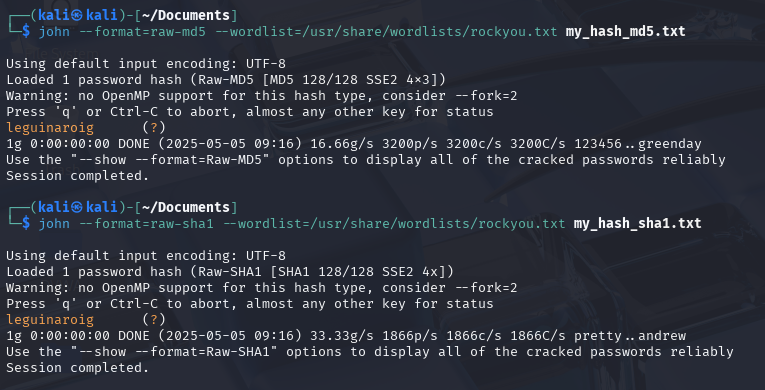 ┌──(kali㉿kali)-[~/Documents]
└─$ john --format=raw-md5 --wordlist=/usr/share/wordlists/rockyou.txt my_hash_md5.txt
Using default input encoding: UTF-8
Loaded 1 password hash (Raw-MD5 [MD5 128/128 SSE2 4×3])
Warning: no OpenMP support for this hash type, consider --fork=2
Press 'q' or Ctrl-C to abort, almost any other key for status
leguinaroig      (?)
1g 0:00:00:00 DONE (2025-05-05 09:16) 16.66g/s 3200p/s 3200c/s 3200C/s 123456..greenday
Use the "--show --format=Raw-MD5" options to display all of the cracked passwords reliably
Session completed.
┌──(kali㉿kali)-[~/Documents]
└─$ john --format=raw-sha1 --wordlist=/usr/share/wordlists/rockyou.txt my_hash_sha1.txt
Using default input encoding: UTF-8
Loaded 1 password hash (Raw-SHA1 [SHA1 128/128 SSE2 4x])
Warning: no OpenMP support for this hash type, consider --fork=2
Press 'q' or Ctrl-C to abort, almost any other key for status
leguinaroig      (?)
1g 0:00:00:00 DONE (2025-05-05 09:16) 33.33g/s 1866p/s 1866c/s 1866C/s pretty..andrew
Use the "--show --format=Raw-SHA1" options to display all of the cracked passwords reliably
Session completed.